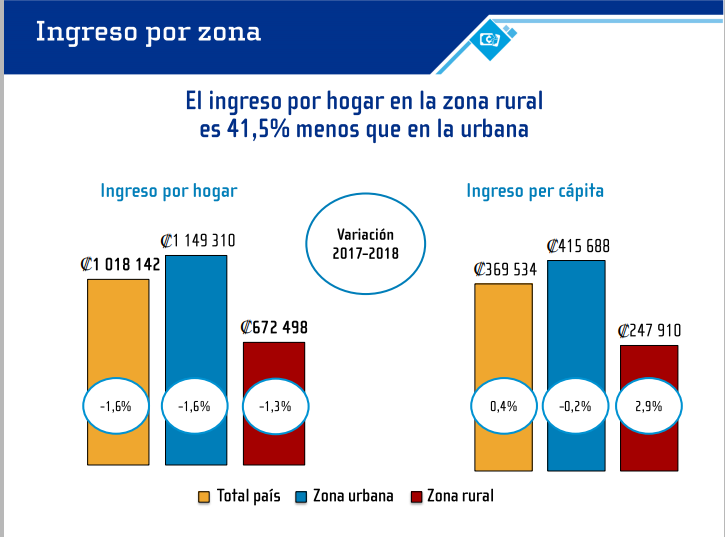 Ingreso por zona
El ingreso por hogar en la zona rural
es 41,5% menos que en la urbana
Ingreso por hogar
Ingreso per cápita
Variación
2017-2018
₡1 018 142
₡1 149 310
₡672 498
₡369 534
₡415 688
₡247 910
-1,6%
-1,6%
-1,3%
0,4%
-0,2%
2,9%
Total país
Zona urbana
Zona rural